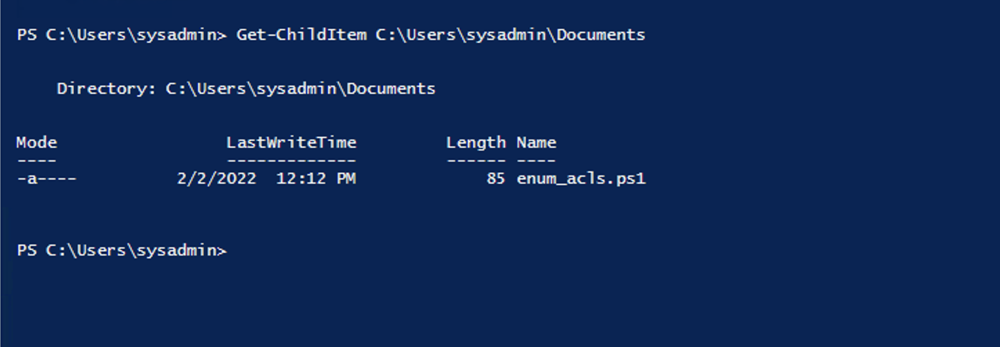 PS C:\Users\sysadmin> Get-ChildItem C:\Users\sysadmin\Documents
Directory: C:\Users\sysadmin\Documents
Mode LastWriteTime Length Name
---- ------------- ------ ----
-a---- 2/2/2022 12:12 PM 85 enum_acls.ps1
PS C:\Users\sysadmin>